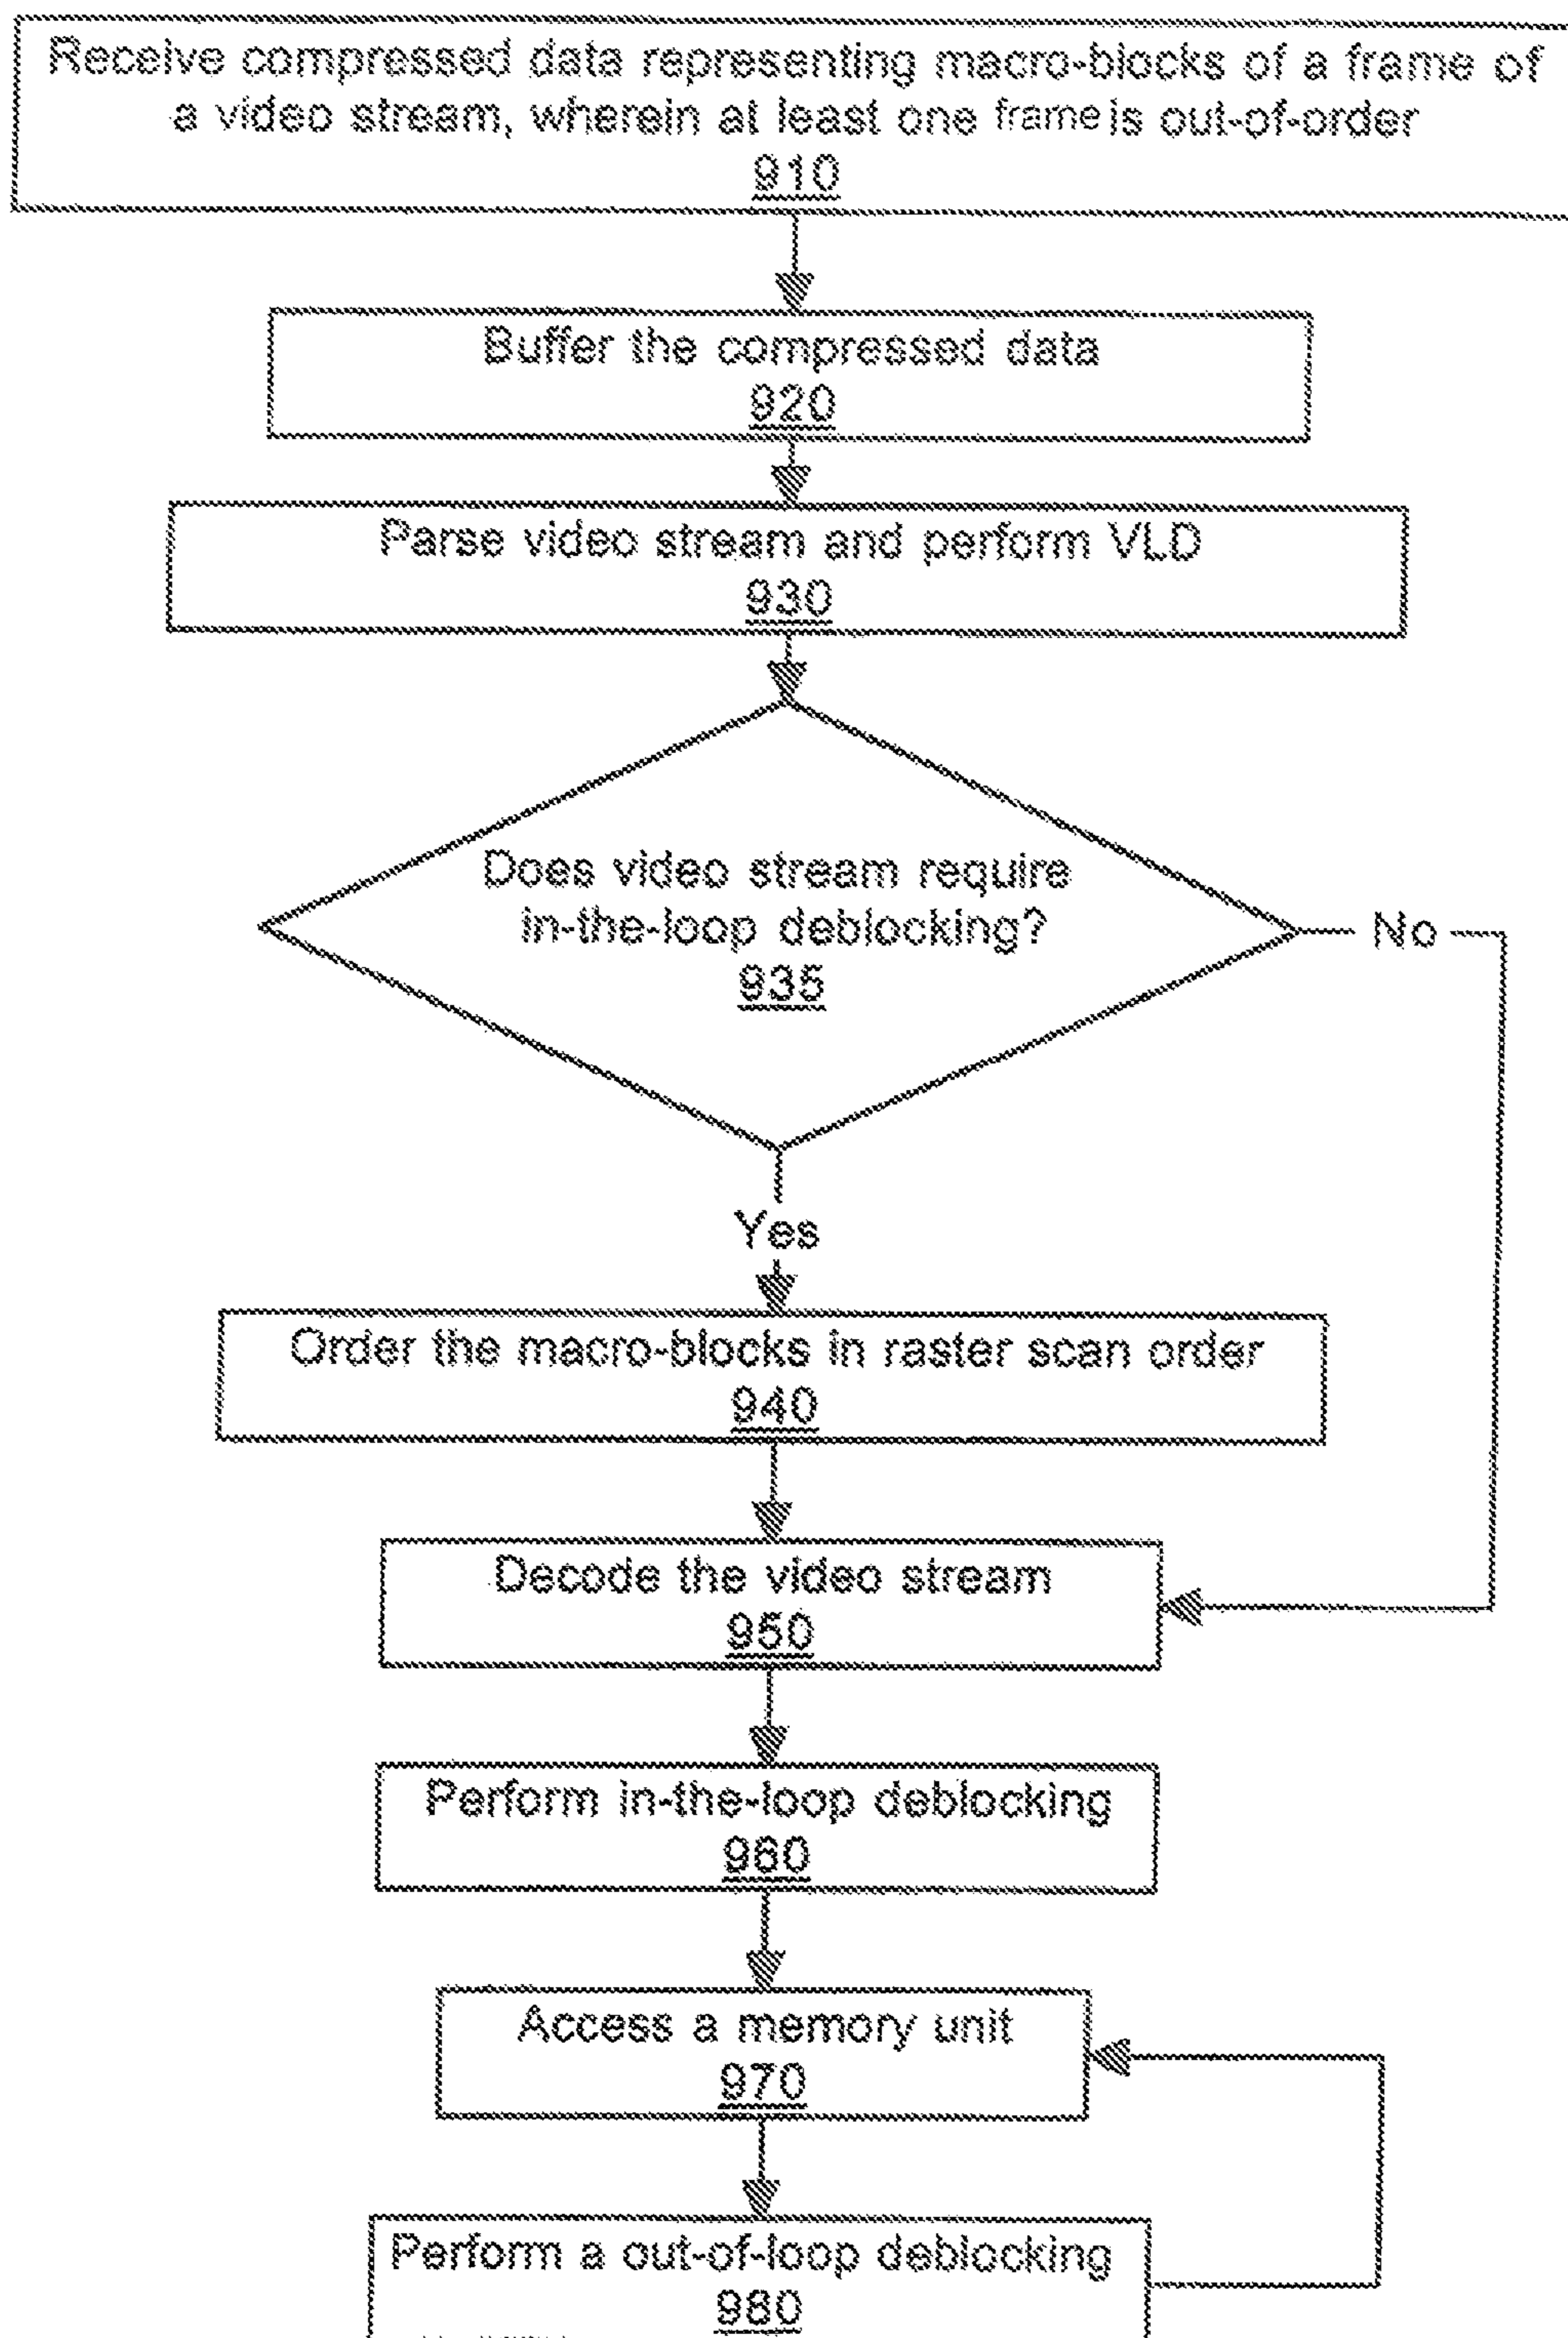 Receive compressed data representing macro-blocks of a frame of
a video stream, wherein at least one frame is out-of-order
910
Buffer the compressed data
920
Parse video stream and perform VLD
930
Does video stream require
in-the-loop deblocking?
935
No
Yes
Order the macro-blocks in raster scan order
940
Decode the video stream
950
Perform in-the-loop deblocking
960
Access a memory unit
970
Perform a out-of-loop deblocking
980